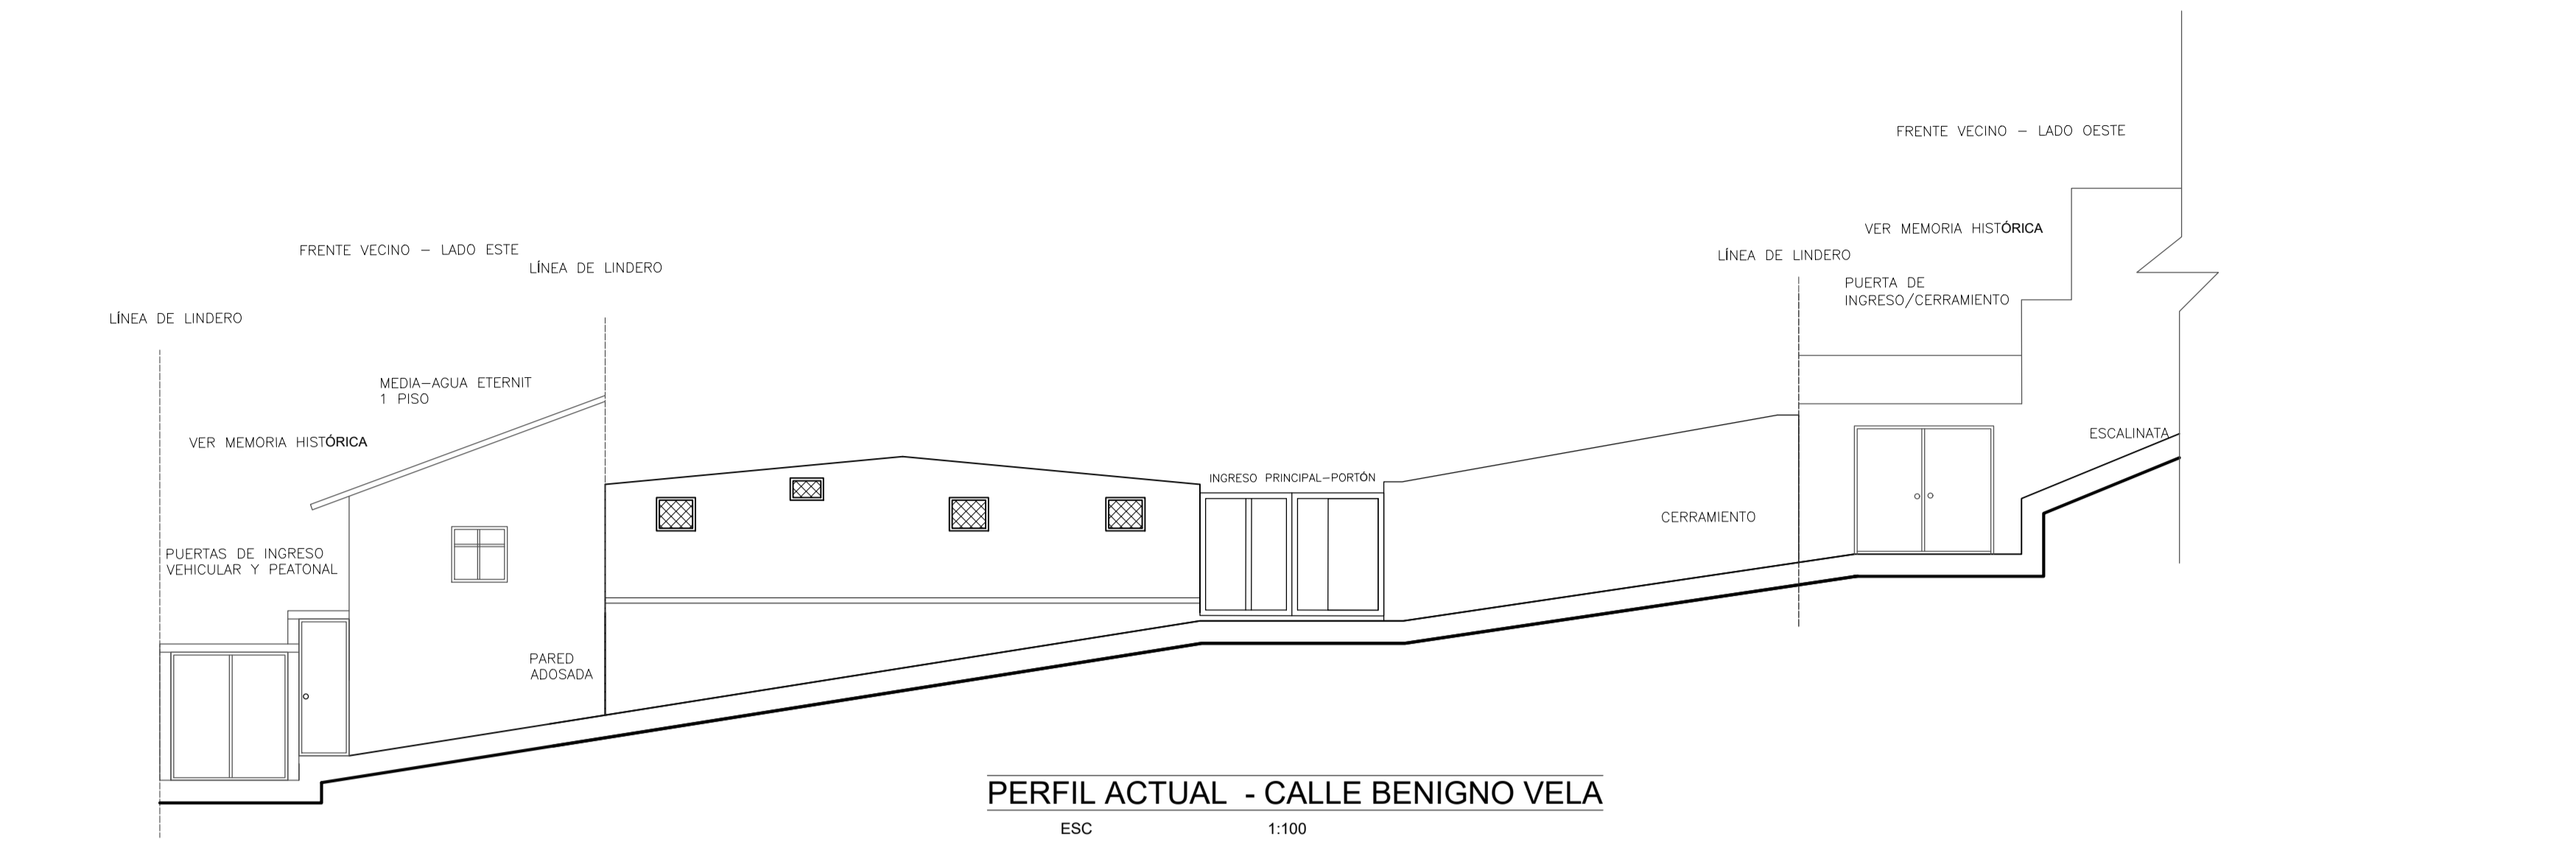 FRENTE VECINO - LADO OESTE
VER MEMORIA HISTÓRICA
FRENTE VECINO - LADO ESTE
LÍNEA DE LINDERO
LÍNEA DE LINDERO
PUERTA DE
INGRESO/CERRAMIENTO
LÍNEA DE LINDERO
MEDIA-AGUA ETERNIT
1 PISO
VER MEMORIA HISTÓRICA
ESCALINATA
INGRESO PRINCIPAL-PORTÓN
CERRAMIENTO
PUERTAS DE INGRESO
VEHICULAR Y PEATONAL
PARED
ADOSADA
PERFIL ACTUAL - CALLE BENIGNO VELA
ESC 1:100